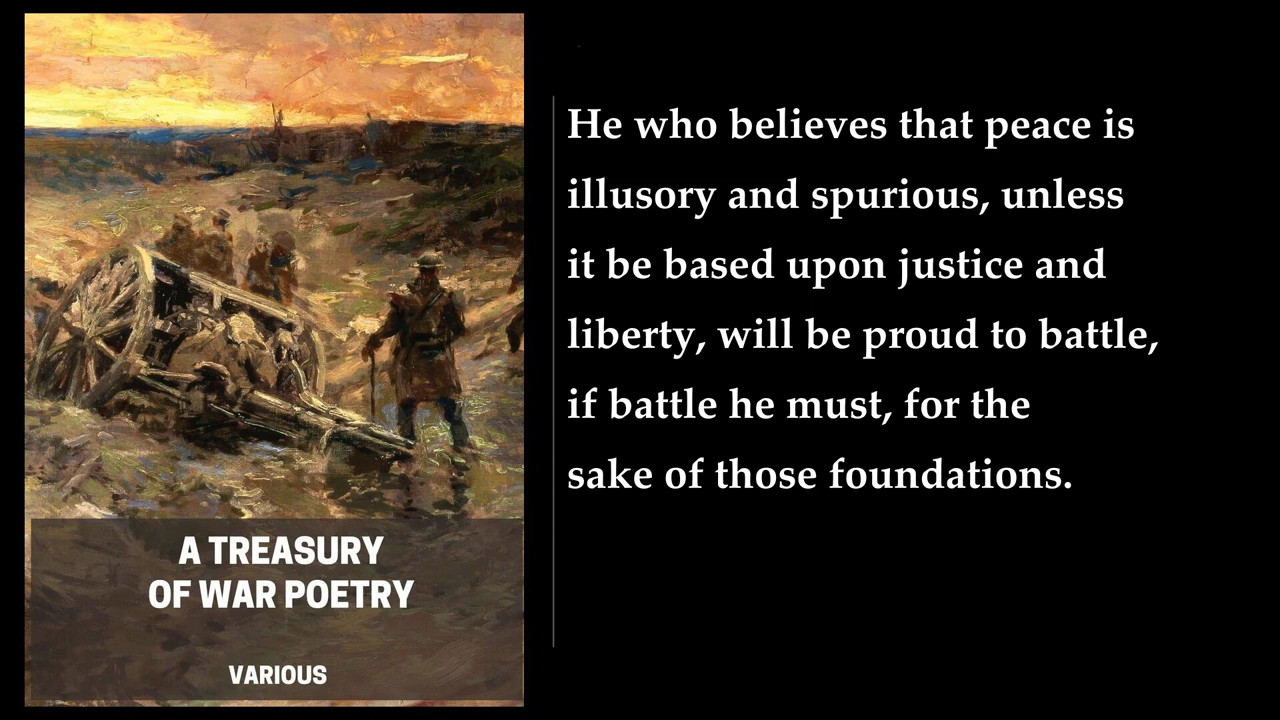 A TREASURY
OF WAR POETRY
VARIOUS
He who believes that peace is
illusory and spurious, unless
it be based upon justice and
liberty, will be proud to battle,
if battle he must, for the
sake of those foundations.